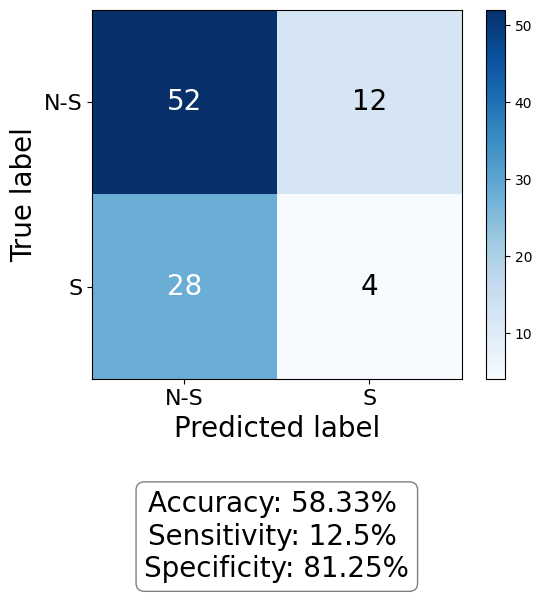 50
N-S 52 12
40
True label
30
S 28 4
20
10
N-S S
Predicted label
Accuracy: 58.33%
Sensitivity: 12.5%
Specificity: 81.25%